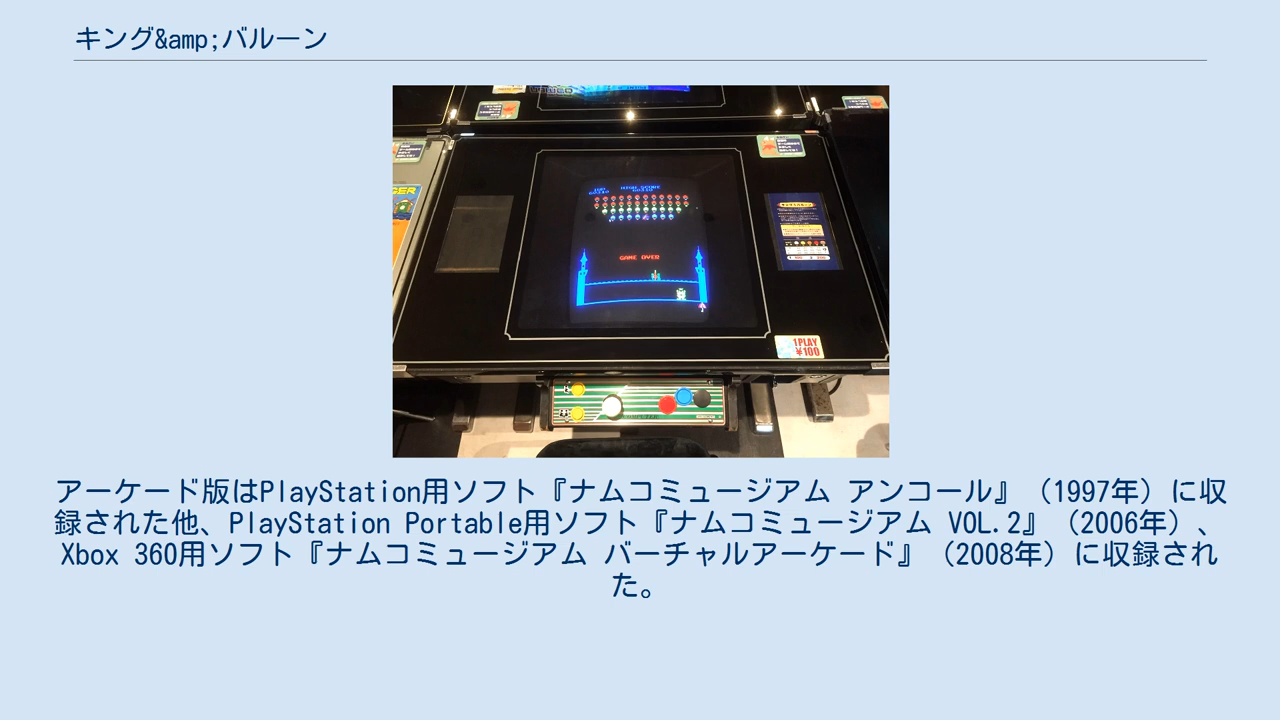 キング&amp;バルーン
HIGH SCORE
GAME OVER
1PLAY
¥100
アーケード版はPlayStation用ソフト『ナムコミュージアム アンコール』（1997年）に収
録された他、PlayStation Portable用ソフト『ナムコミュージアム VOL.2』（2006年）、
Xbox 360用ソフト『ナムコミュージアム バーチャルアーケード』（2008年）に収録され
た。